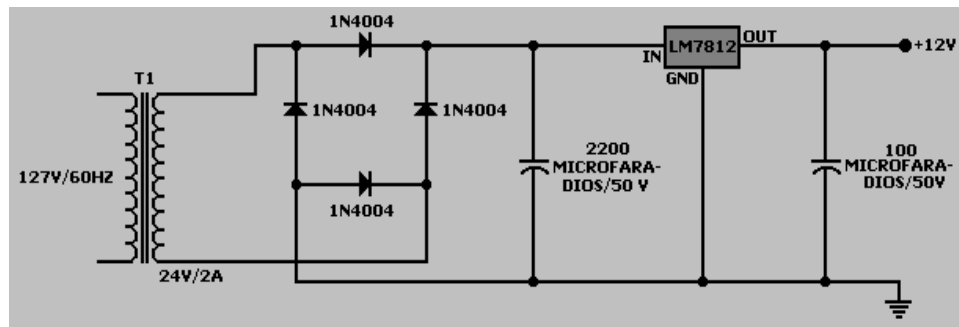 1N4004
LM7812
OUT
+12V
IN
GND
T1
1N4004
1N4004
2200
MICROFARA-
DIOS/50 V
100
MICROFARA-
DIOS/50V
127V/60HZ
1N4004
24V/2A